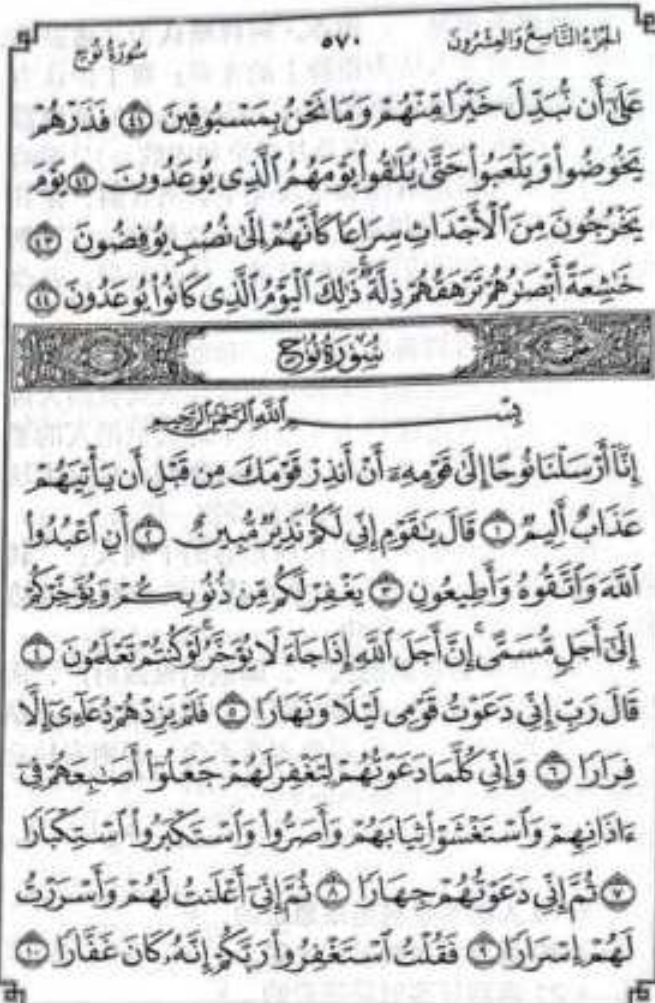 الجزء التاسع والعشرون ٥٧٠ سورة نوح
عَلَىٰٓ أَن نُّبَدِّلَ خَيۡرٗا مِّنۡهُمۡ وَمَا نَحۡنُ بِمَسۡبُوقِينَ ٤١ فَذَرۡهُمۡ
يَخُوضُواْ وَيَلۡعَبُواْ حَتَّىٰ يُلَٰقُواْ يَوۡمَهُمُ ٱلَّذِي يُوعَدُونَ ٤٢ يَوۡمَ
يَخۡرُجُونَ مِنَ ٱلۡأَجۡدَاثِ سِرَاعٗا كَأَنَّهُمۡ إِلَىٰ نُصُبٖ يُوفِضُونَ ٤٣
خَٰشِعَةً أَبۡصَٰرُهُمۡ تَرۡهَقُهُمۡ ذِلَّةٞۚ ذَٰلِكَ ٱلۡيَوۡمُ ٱلَّذِي كَانُواْ يُوعَدُونَ ٤٤
سُورَةُ نُوحٍ
بِسۡمِ ٱللَّهِ ٱلرَّحۡمَٰنِ ٱلرَّحِيمِ
إِنَّآ أَرۡسَلۡنَا نُوحًا إِلَىٰ قَوۡمِهِۦٓ أَنۡ أَنذِرۡ قَوۡمَكَ مِن قَبۡلِ أَن يَأۡتِيَهُمۡ
عَذَابٌ أَلِيمٞ ١ قَالَ يَٰقَوۡمِ إِنِّي لَكُمۡ نَذِيرٞ مُّبِينٌ ٢ أَنِ ٱعۡبُدُواْ
ٱللَّهَ وَٱتَّقُوهُ وَأَطِيعُونِ ٣ يَغۡفِرۡ لَكُم مِّن ذُنُوبِكُمۡ وَيُؤَخِّرۡكُمۡ
إِلَىٰٓ أَجَلٖ مُّسَمًّىۚ إِنَّ أَجَلَ ٱللَّهِ إِذَا جَآءَ لَا يُؤَخَّرُۚ لَوۡ كُنتُمۡ تَعۡلَمُونَ ٤
قَالَ رَبِّ إِنِّي دَعَوۡتُ قَوۡمِي لَيۡلٗا وَنَهَارٗا ٥ فَلَمۡ يَزِدۡهُمۡ دُعَآءِيٓ إِلَّا
فِرَارٗا ٦ وَإِنِّي كُلَّمَا دَعَوۡتُهُمۡ لِتَغۡفِرَ لَهُمۡ جَعَلُوٓاْ أَصَٰبِعَهُمۡ فِيٓ
ءَاذَانِهِمۡ وَٱسۡتَغۡشَوۡاْ ثِيَابَهُمۡ وَأَصَرُّواْ وَٱسۡتَكۡبَرُواْ ٱسۡتِكۡبَارٗا
٧ ثُمَّ إِنِّي دَعَوۡتُهُمۡ جِهَارٗا ٨ ثُمَّ إِنِّيٓ أَعۡلَنتُ لَهُمۡ وَأَسۡرَرۡتُ
لَهُمۡ إِسۡرَارٗا ٩ فَقُلۡتُ ٱسۡتَغۡفِرُواْ رَبَّكُمۡ إِنَّهُۥ كَانَ غَفَّارٗا ١٠